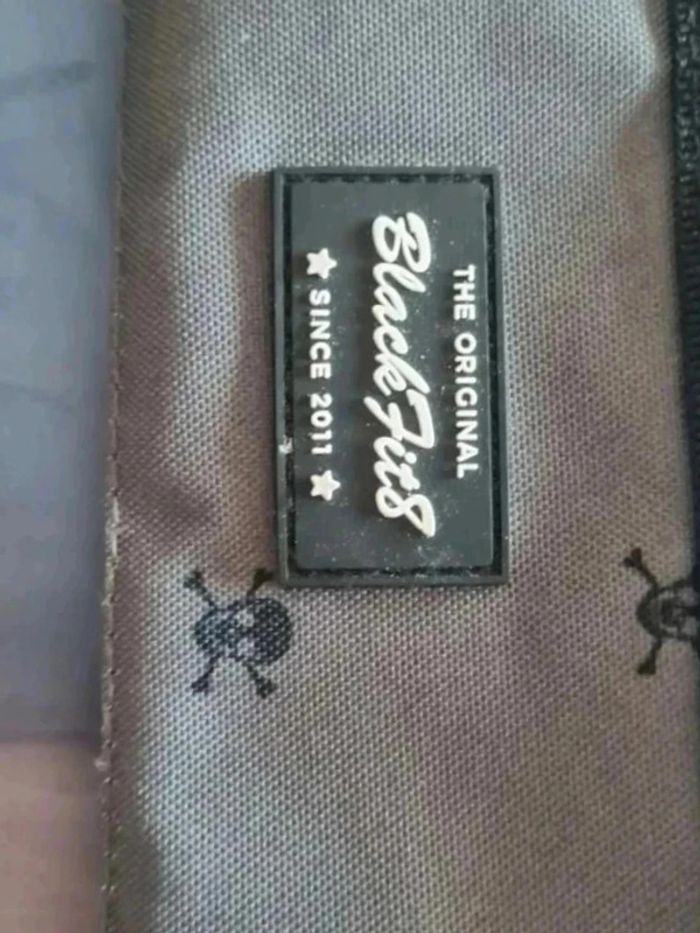 THE ORIGINAL
BlackFit8
SINCE 2011